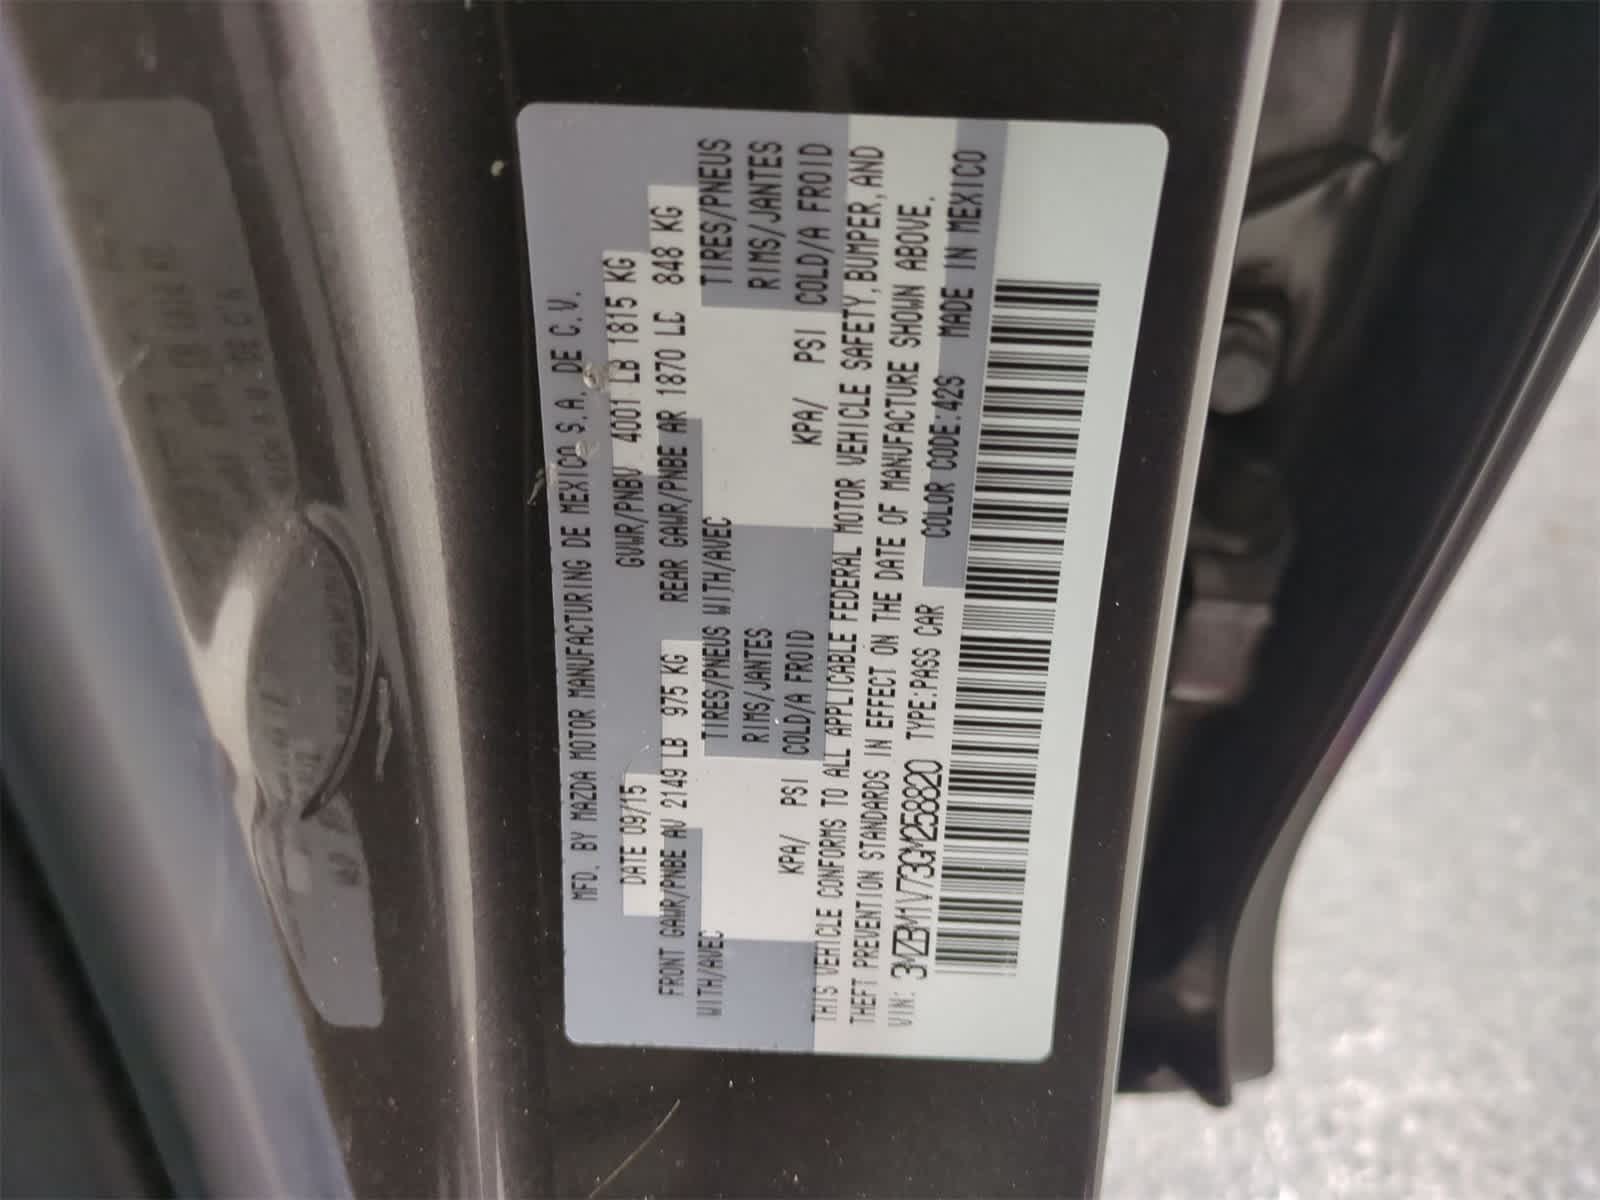 MFD. BY MAZDA MOTOR MANUFACTURING DE MEXICO S.A. DE C.V.
DATE 09/15 GVWR/PNBV 4001 LB 1815 KG
FRONT GAWR/PNBE AV 2149 LB 975 KG REAR GAWR/PNBE AR 1870 LC 848 KG
WITH/AVEC TIRES/PNEUS WITH/AVEC TIRES/PNEUS
RIMS/JANTES RIMS/JANTES
KPA/ PSI COLD/A FROID KPA/ PSI COLD/A FROID
THIS VEHICLE CONFORMS TO ALL APPLICABLE FEDERAL MOTOR VEHICLE SAFETY, BUMPER, AND
THEFT PREVENTION STANDARDS IN EFFECT ON THE DATE OF MANUFACTURE SHOWN ABOVE.
VIN: 3MZBM1V73GM258820 TYPE:PASS CAR COLOR CODE:42S MADE IN MEXICO